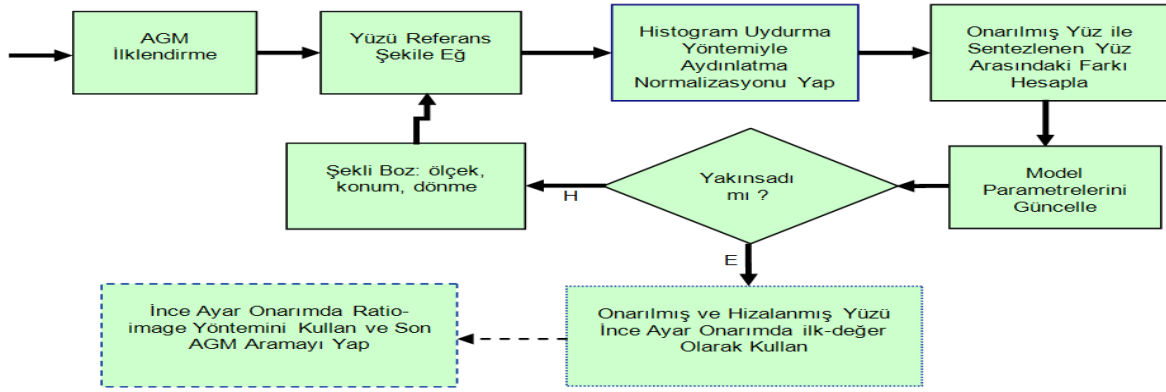 AGM
İlklendirme
Yüzü Referans
Şekile Eğ
Histogram Uydurma
Yöntemiyle
Aydınlatma
Normalizasyonu Yap
Onarılmış Yüz ile
Sentezlenen Yüz
Arasındaki Farkı
Hesapla
Şekli Boz: ölçek,
konum, dönme
H
Yakınsadı
mı ?
Model
Parametrelerini
Güncelle
E
İnce Ayar Onarımda Ratio-
image Yöntemini Kullan ve Son
AGM Aramayı Yap
Onarılmış ve Hizalanmış Yüzü
İnce Ayar Onarımda ilk-değer
Olarak Kullan